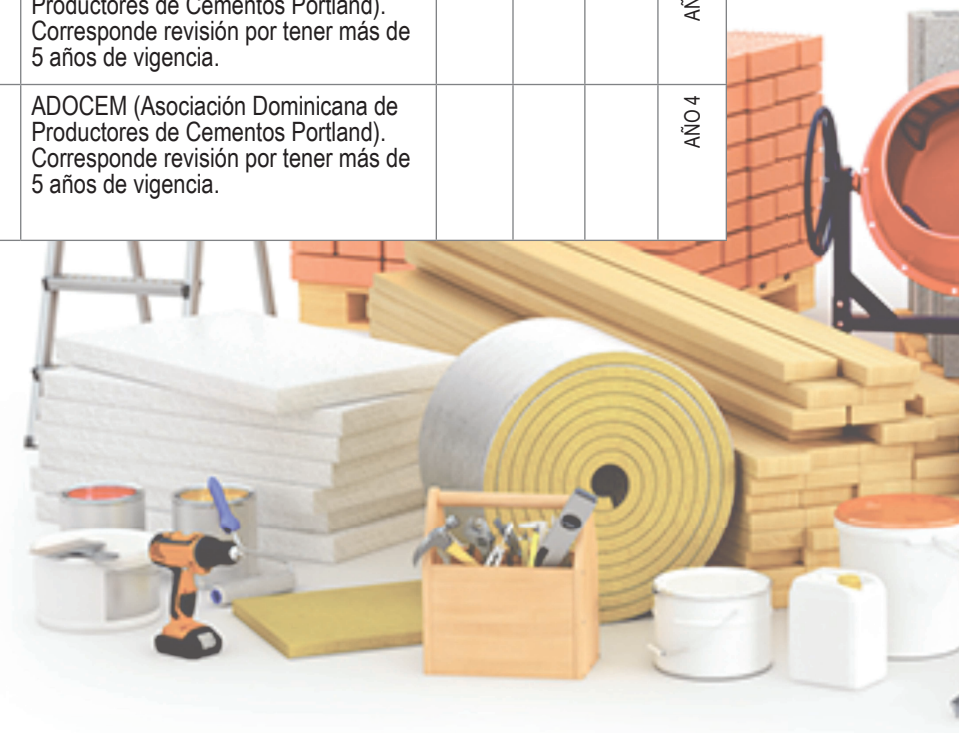 Productores de Cementos Portland).
Corresponde revisión por tener más de
5 años de vigencia.
ADOCEM (Asociación Dominicana de
Productores de Cementos Portland).
Corresponde revisión por tener más de
5 años de vigencia.
AÑO 4